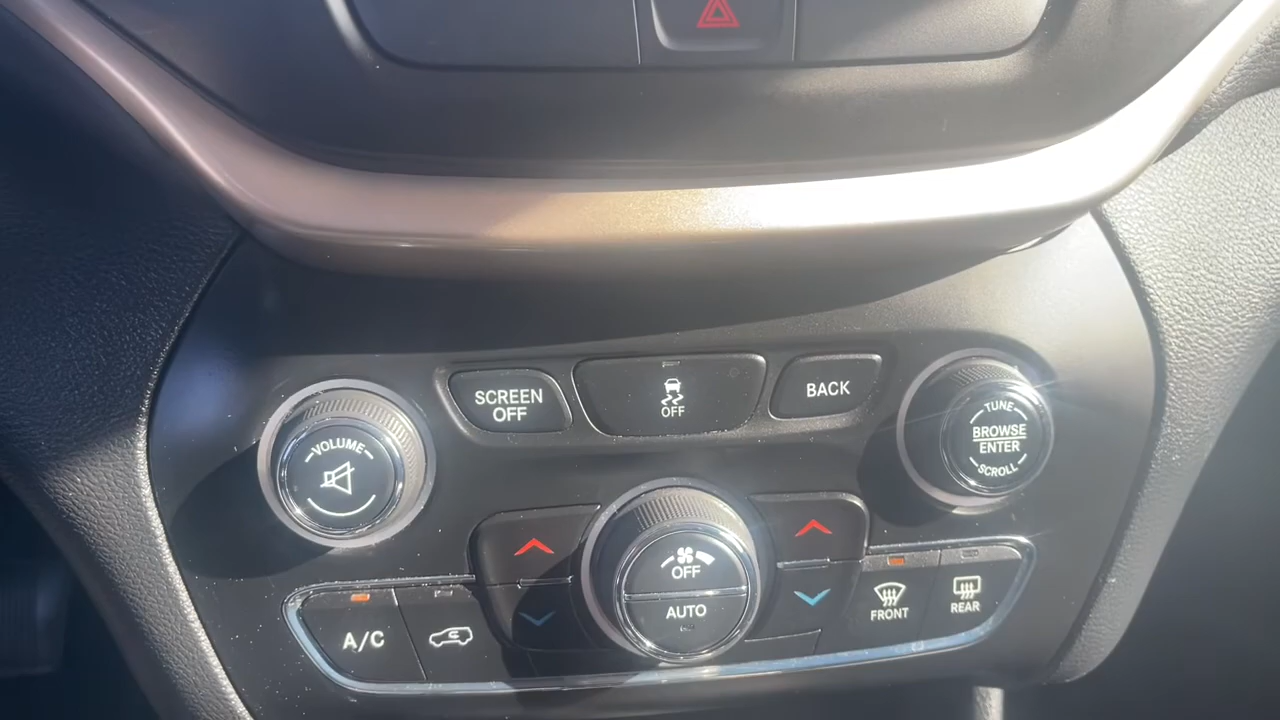 SCREEN
OFF
OFF
BACK
VOLUME
TUNE
BROWSE
ENTER
SCROLL
OFF
AUTO
A/C
FRONT
REAR